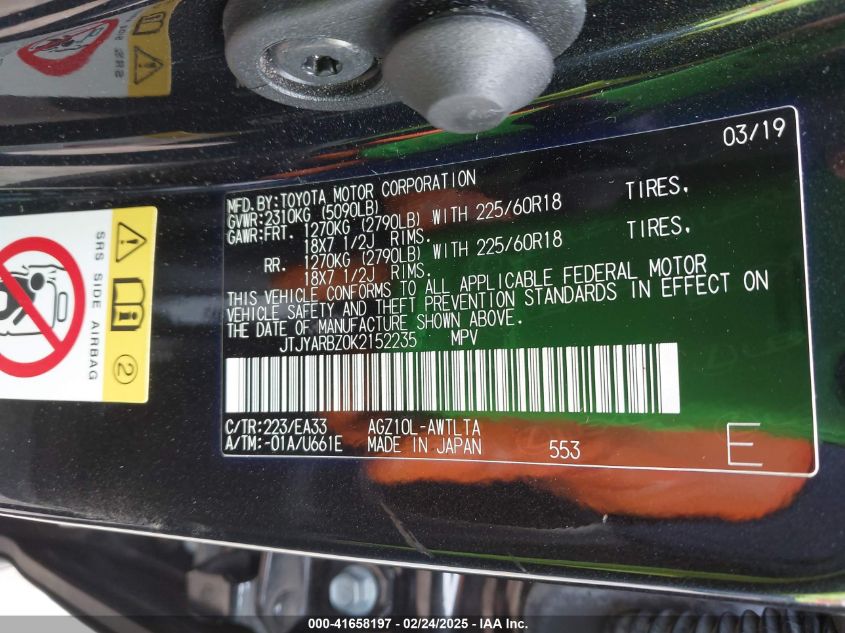 03/19
MFD. BY: TOYOTA MOTOR CORPORATION
GVWR: 2310KG (5090LB)
GAWR: FRT. 1270KG (2790LB) WITH 225/60R18 TIRES,
18X7 1/2J RIMS.
RR. 1270KG (2790LB) WITH 225/60R18 TIRES,
18X7 1/2J RIMS.
THIS VEHICLE CONFORMS TO ALL APPLICABLE FEDERAL MOTOR
VEHICLE SAFETY AND THEFT PREVENTION STANDARDS IN EFFECT ON
THE DATE OF MANUFACTURE SHOWN ABOVE.
JTJYARBZ0K2152235 MPV
C/TR: 223/EA33 AGZ10L-AWTLTA
A/TM: -01A/U661E MADE IN JAPAN 553 E
SRS SIDE AIRBAG
2
000-41658197 - 02/24/2025 - IAA Inc.